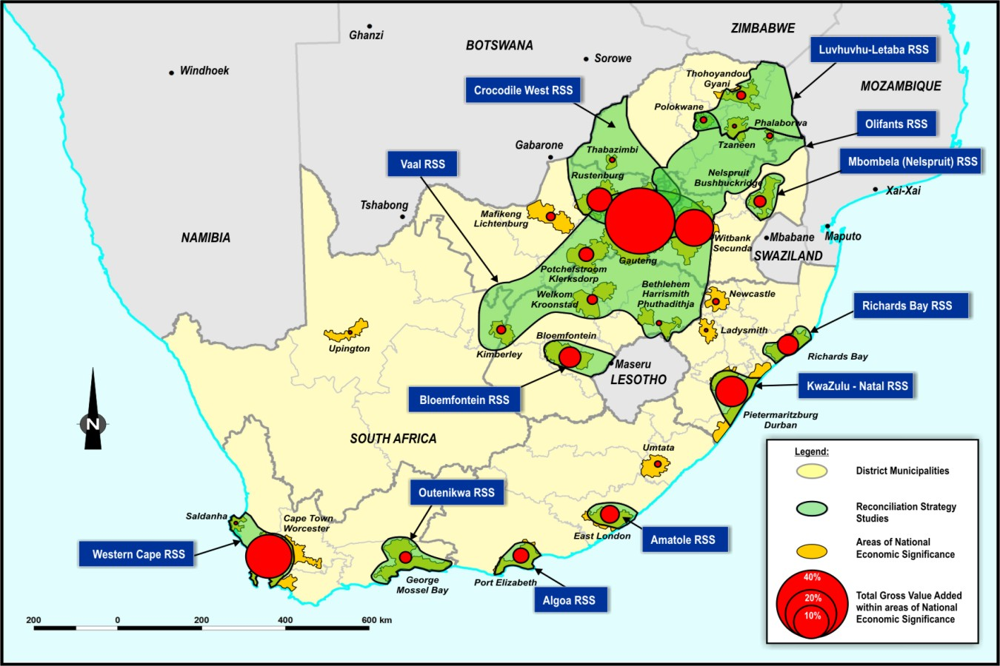 ZIMBABWE
Ghanzi
BOTSWANA
Sorowe
Luvhuvhu-Letaba RSS
Windhoek
Thohoyandou
Gyani
MOZAMBIQUE
Crocodile West RSS
Polokwane
Phalaborwa
Olifants RSS
Gabarone
Thabazimbi
Tzaneen
Vaal RSS
Mbombela (Nelspruit) RSS
Rustenburg
Nelspruit
Bushbuckridge
Xai-Xai
Tshabong
Mafikeng
Lichtenburg
NAMIBIA
Witbank
Secunda
Mbabane
Maputo
SWAZILAND
Gauteng
Potchefstroom
Klerksdorp
Bethlehem
Harrismith
Phuthadithja
Welkom
Kroonstad
Newcastle
Richards Bay RSS
Ladysmith
Bloemfontein
Upington
Kimberley
Richards Bay
Maseru
LESOTHO
KwaZulu - Natal RSS
Bloemfontein RSS
Pietermaritzburg
Durban
N
SOUTH AFRICA
Umtata
Outenikwa RSS
Saldanha
Cape Town
Worcester
East London
Amatole RSS
Western Cape RSS
George
Mossel Bay
Port Elizabeth
Algoa RSS
200
0
200
400
600 km
Legend:
District Municipalities
Reconciliation Strategy
Studies
Areas of National
Economic Significance
40%
20%
10%
Total Gross Value Added
within areas of National
Economic Significance